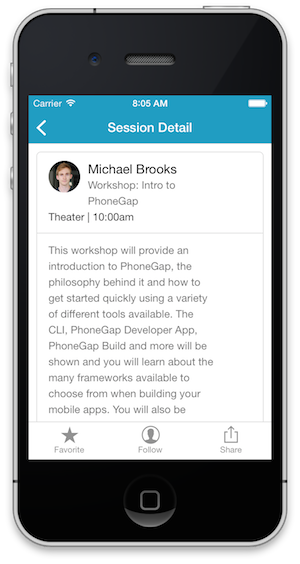 Carrier 8:05 AM
Session Detail
Michael Brooks
Workshop: Intro to
PhoneGap
Theater | 10:00am
This workshop will provide an
introduction to PhoneGap, the
philosophy behind it and how to
get started quickly using a variety
of different tools available. The
CLI, PhoneGap Developer App,
PhoneGap Build and more will be
shown and you will learn about the
many frameworks available to
choose from when building your
mobile apps. You will also be
Favorite Follow Share